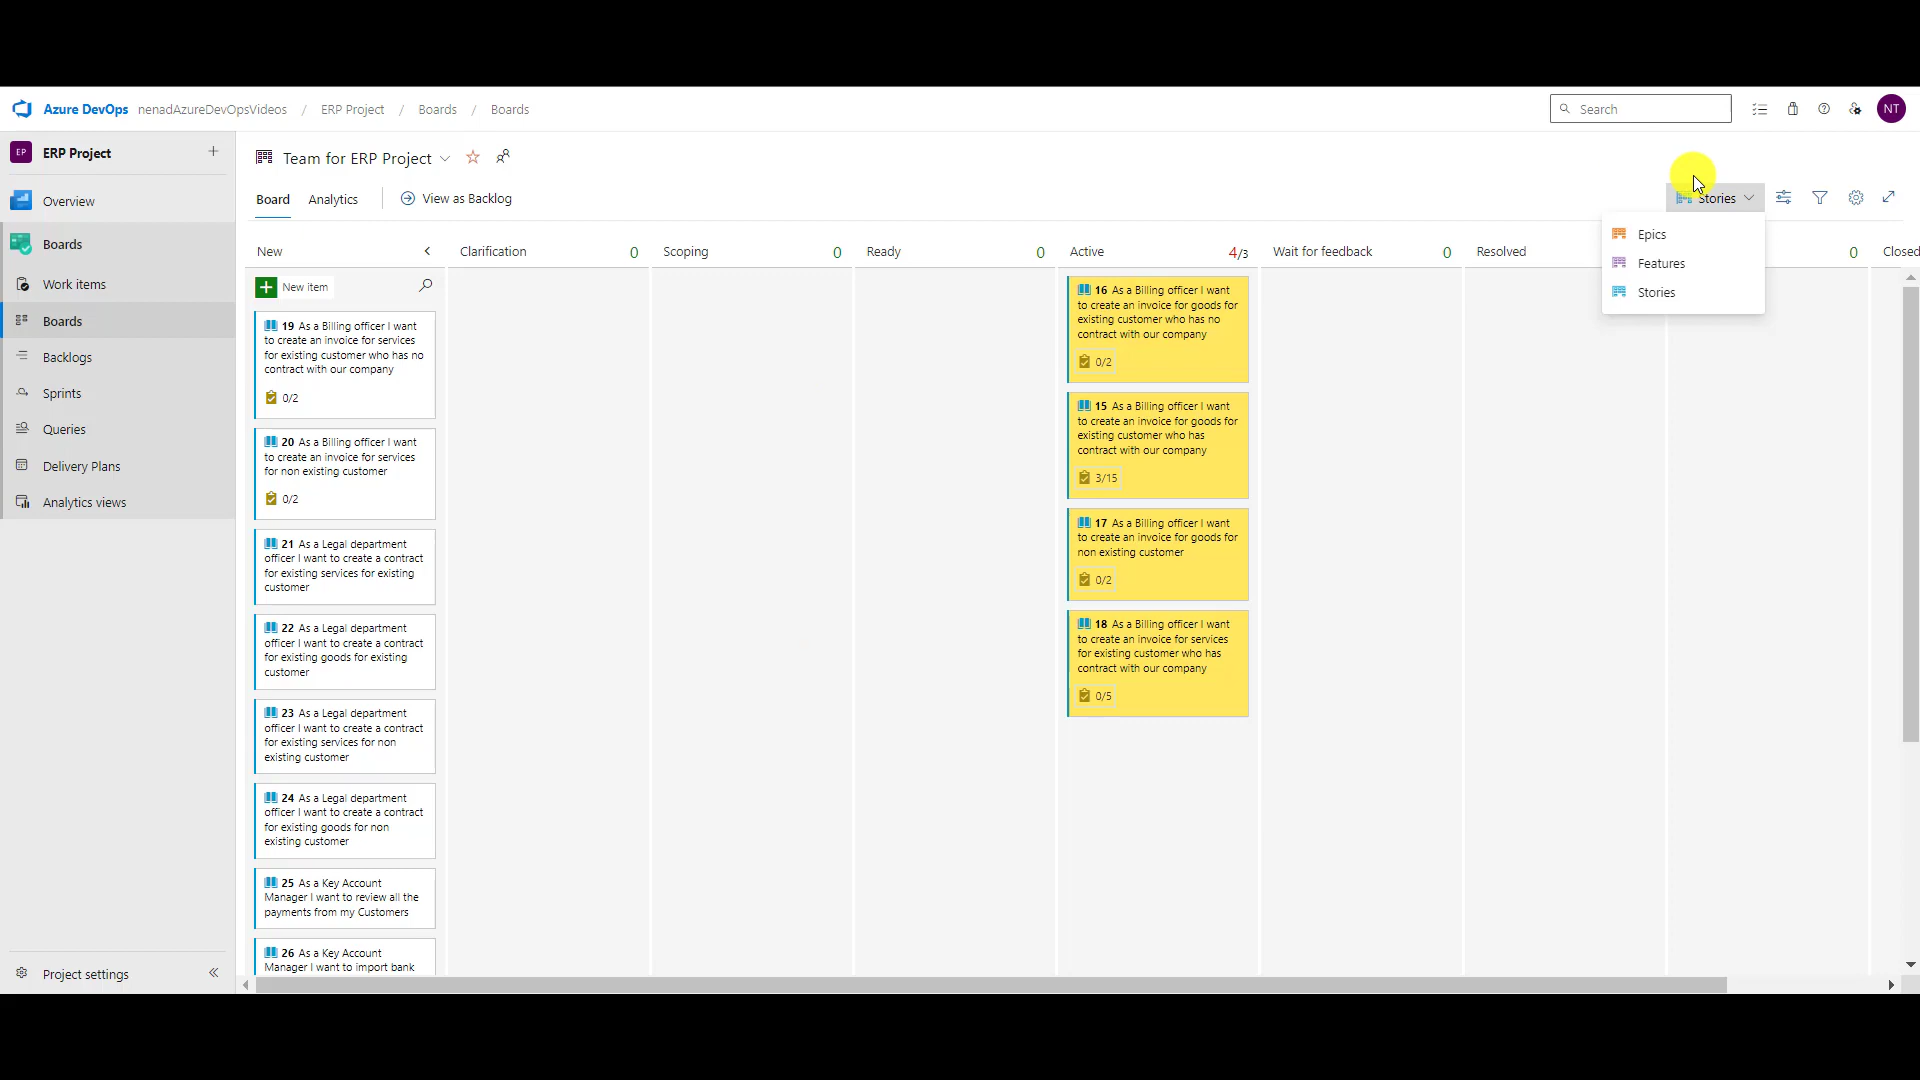 Azure DevOps nenadAzureDevOpsVideos / ERP Project / Boards / Boards
Search
NT
EP ERP Project
Overview
Boards
Work items
Boards
Backlogs
Sprints
Queries
Delivery Plans
Analytics views
Project settings
Team for ERP Project
Board Analytics View as Backlog
Stories
Epics
Features
Stories
New Clarification 0 Scoping 0 Ready 0 Active 4/3 Wait for feedback 0 Resolved 0 Closed
New item
19 As a Billing officer I want
to create an invoice for services
for existing customer who has no
contract with our company
0/2
20 As a Billing officer I want
to create an invoice for services
for non existing customer
0/2
21 As a Legal department
officer I want to create a contract
for existing services for existing
customer
22 As a Legal department
officer I want to create a contract
for existing goods for existing
customer
23 As a Legal department
officer I want to create a contract
for existing services for non
existing customer
24 As a Legal department
officer I want to create a contract
for existing goods for non
existing customer
25 As a Key Account
Manager I want to review all the
payments from my Customers
26 As a Key Account
Manager I want to import bank
16 As a Billing officer I want
to create an invoice for goods for
existing customer who has no
contract with our company
0/2
15 As a Billing officer I want
to create an invoice for goods for
existing customer who has
contract with our company
3/15
17 As a Billing officer I want
to create an invoice for goods for
non existing customer
0/2
18 As a Billing officer I want
to create an invoice for services
for existing customer who has
contract with our company
0/5